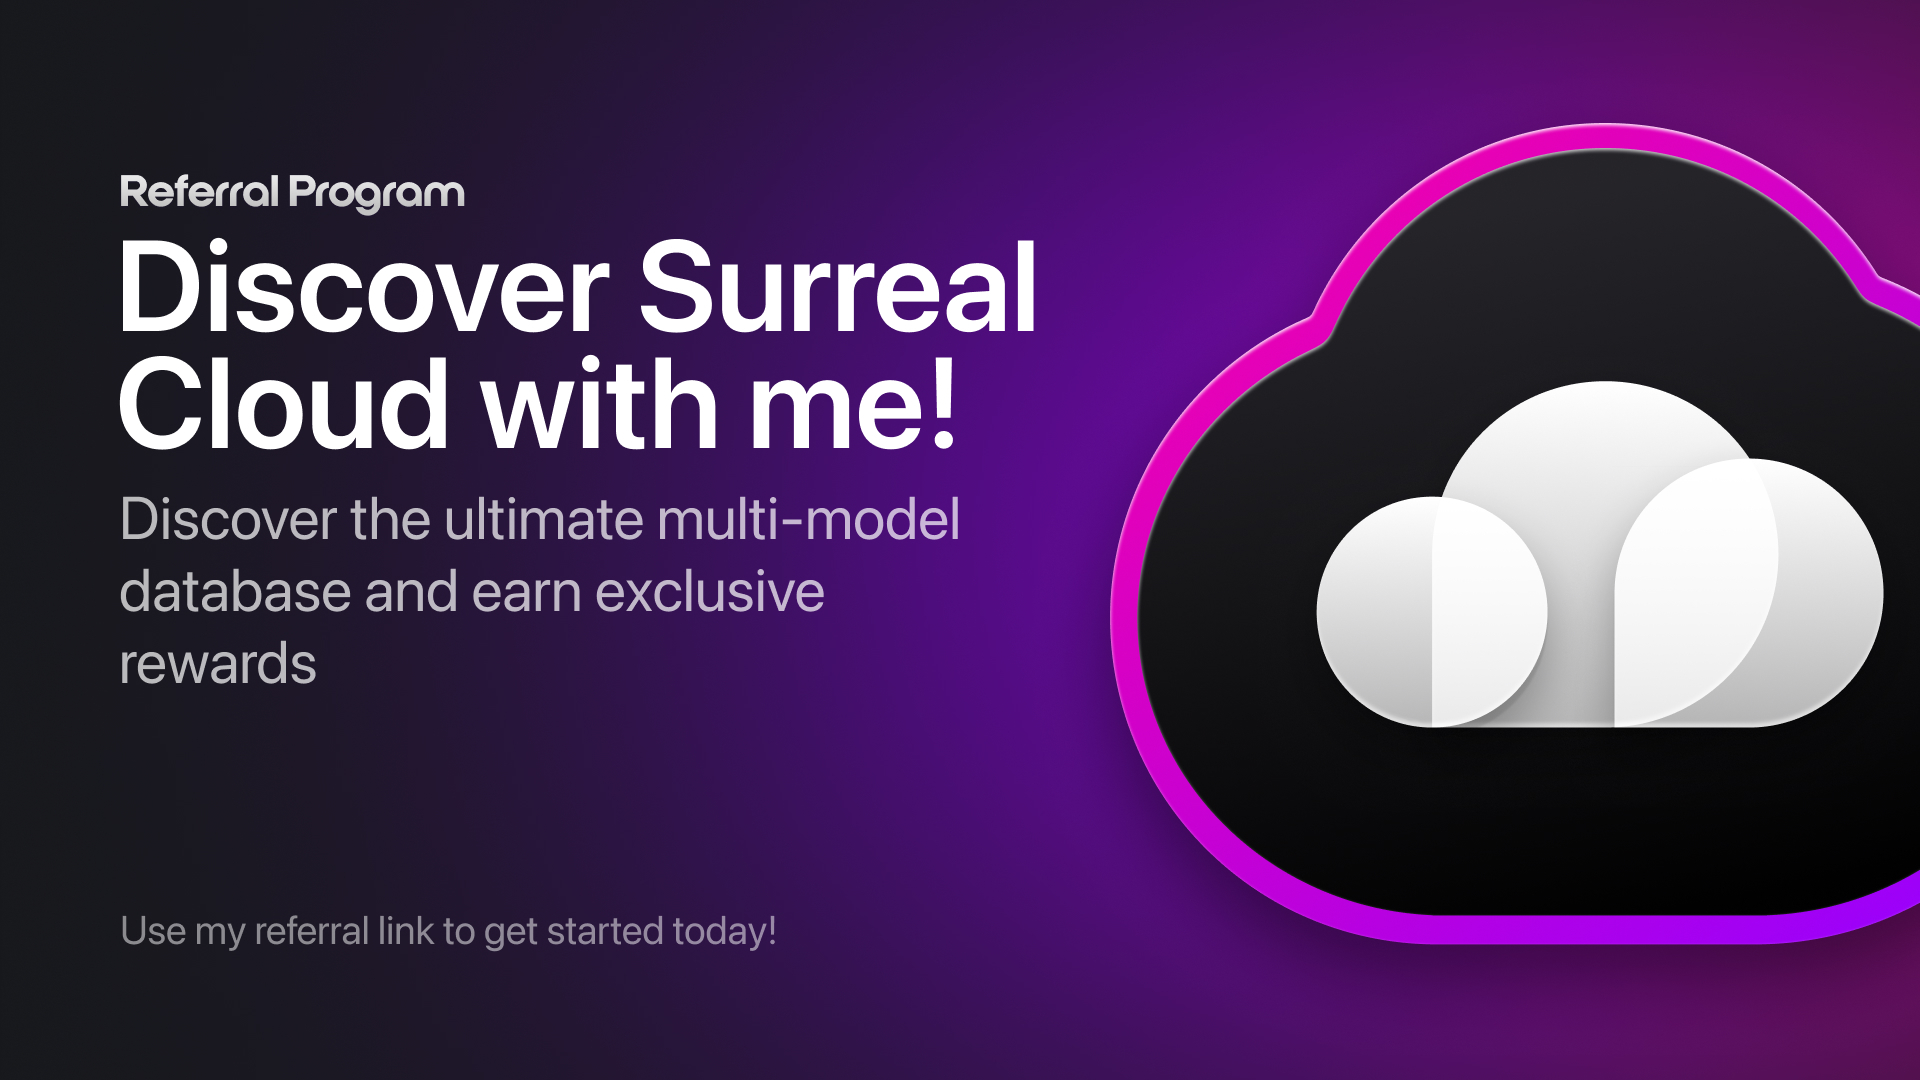 Referral Program
Discover Surreal
Cloud with me!
Discover the ultimate multi-model
database and earn exclusive
rewards
Use my referral link to get started today!